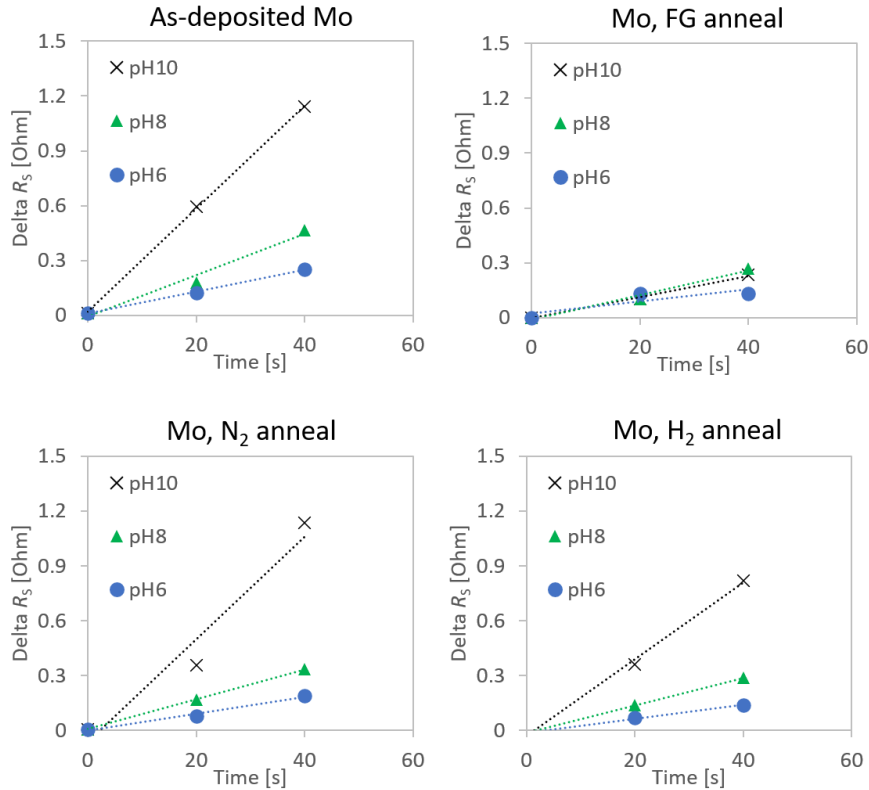 As-deposited Mo
1.5
1.2
0.9
0.6
0.3
0
Delta R_S [Ohm]
pH10
pH8
pH6
0 20 40 60
Time [s]
Mo, FG anneal
1.5
1.2
0.9
0.6
0.3
0
Delta R_S [Ohm]
pH10
pH8
pH6
0 20 40 60
Time [s]
Mo, N₂ anneal
1.5
1.2
0.9
0.6
0.3
0
Delta R_S [Ohm]
pH10
pH8
pH6
0 20 40 60
Time [s]
Mo, H₂ anneal
1.5
1.2
0.9
0.6
0.3
0
Delta R_S [Ohm]
pH10
pH8
pH6
0 20 40 60
Time [s]